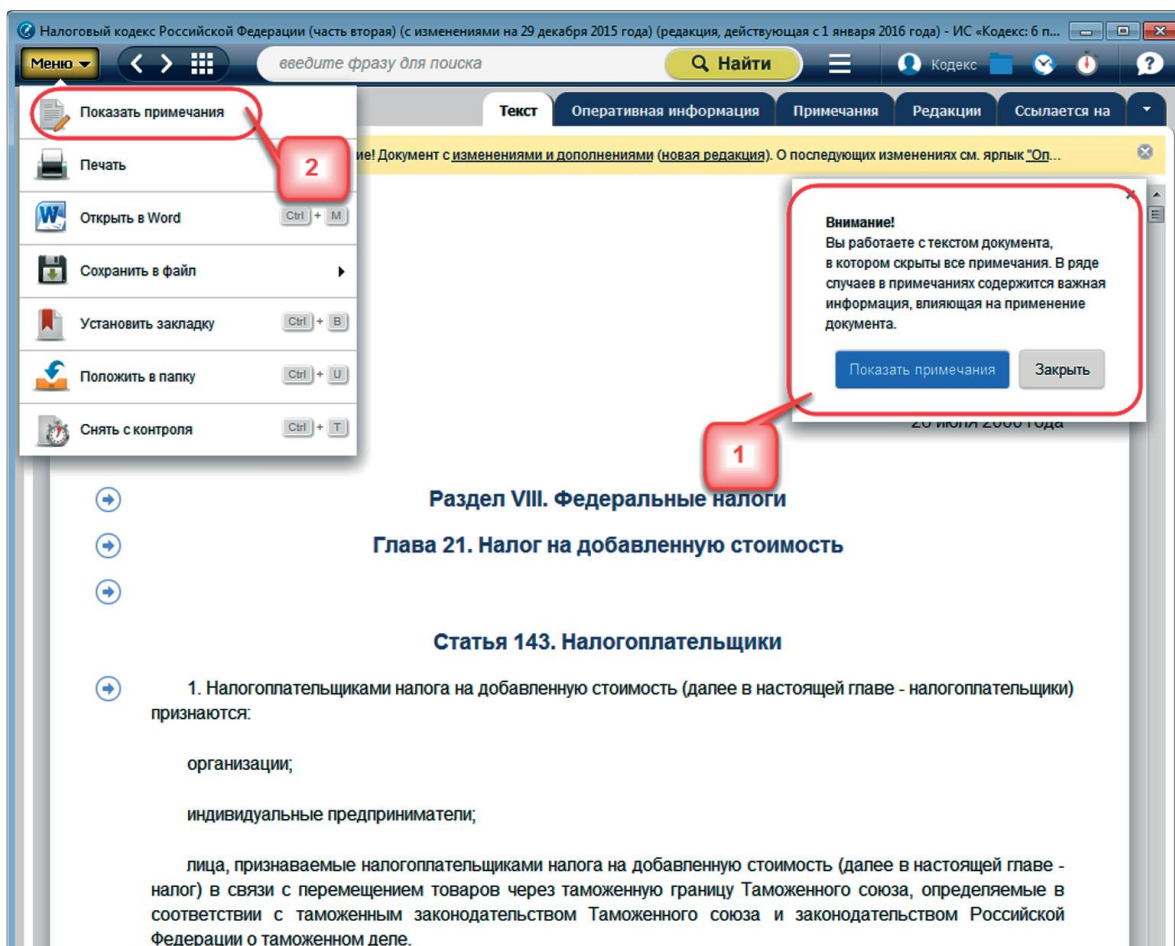 Налоговый кодекс Российской Федерации (часть вторая) (с изменениями на 29 декабря 2015 года) (редакция, действующая с 1 января 2016 года) - ИС «Кодекс: 6 п...
Меню
введите фразу для поиска
Найти
Кодекс
?
Текст
Оперативная информация
Примечания
Редакции
Ссылается на
Показать примечания
Печать
Открыть в Word Ctrl + M
Сохранить в файл
Установить закладку Ctrl + B
Положить в папку Ctrl + U
Снять с контроля Ctrl + T
2
ие! Документ с изменениями и дополнениями (новая редакция). О последующих изменениях см. ярлык "Оп...
Внимание!
Вы работаете с текстом документа,
в котором скрыты все примечания. В ряде
случаев в примечаниях содержится важная
информация, влияющая на применение
документа.
Показать примечания
Закрыть
1
Раздел VIII. Федеральные налоги
Глава 21. Налог на добавленную стоимость
Статья 143. Налогоплательщики
1. Налогоплательщиками налога на добавленную стоимость (далее в настоящей главе - налогоплательщики)
признаются:
организации;
индивидуальные предприниматели;
лица, признаваемые налогоплательщиками налога на добавленную стоимость (далее в настоящей главе -
налог) в связи с перемещением товаров через таможенную границу Таможенного союза, определяемые в
соответствии с таможенным законодательством Таможенного союза и законодательством Российской
Федерации о таможенном деле.